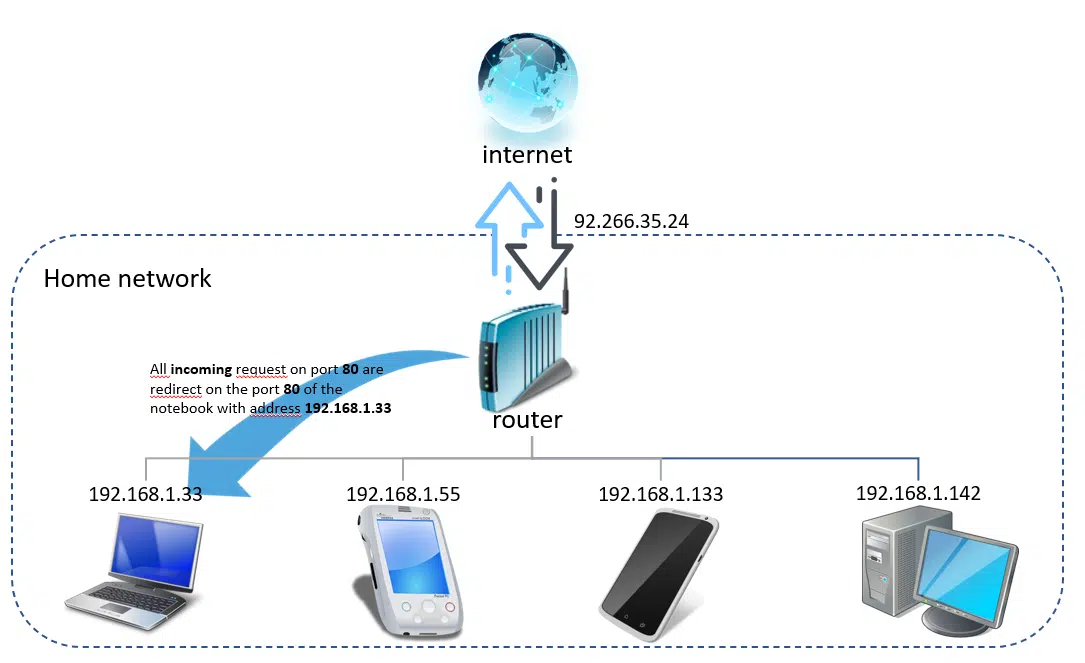 internet
92.266.35.24
Home network
All incoming request on port 80 are
redirect on the port 80 of the
notebook with address 192.168.1.33
router
192.168.1.33
192.168.1.55
192.168.1.133
192.168.1.142